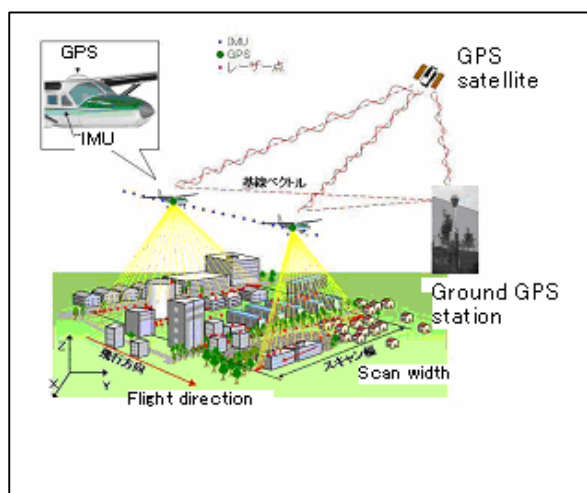 GPS
IMU
IMU
GPS
レーザー点
GPS
satellite
基線ベクトル
Ground GPS
station
Z
X
Y
飛行方向
Flight direction
スキャン幅
Scan width